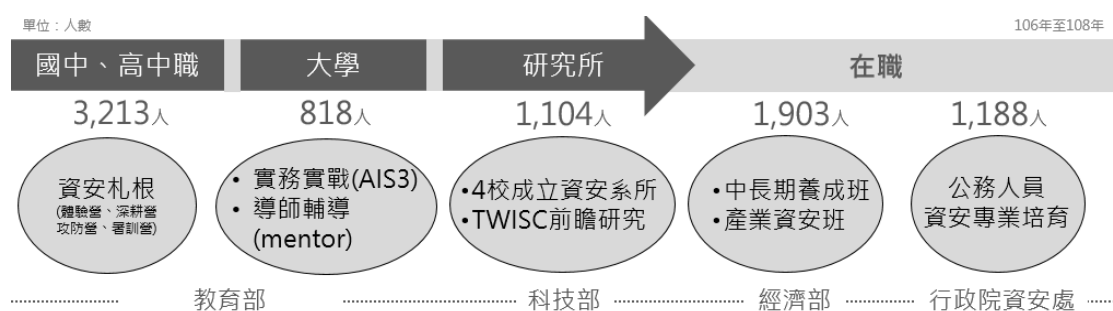 單位：人數
106年至108年
國中、高中職
大學
研究所
在職
3,213人
818人
1,104人
1,903人
1,188人
資安札根
(體驗營、深耕營
攻防營、暑訓營)
• 實務實戰(AIS3)
• 導師輔導
(mentor)
•4校成立資安系所
•TWISC前瞻研究
•中長期養成班
•產業資安班
公務人員
資安專業培育
教育部
科技部
經濟部
行政院資安處